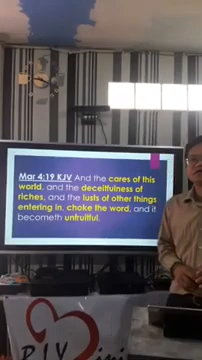 Mar 4:19 KJV And the cares of this
world, and the deceitfulness of
riches, and the lusts of other things
entering in, choke the word, and it
becometh unfruitful.